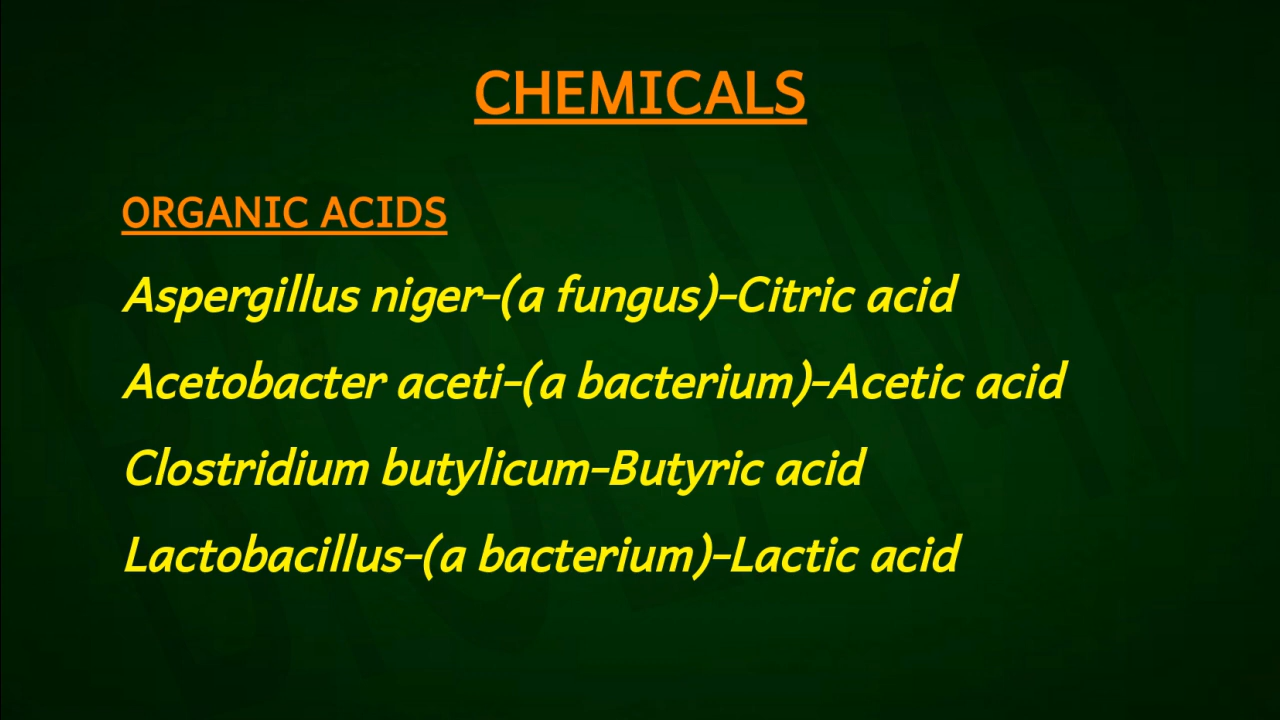 CHEMICALS
ORGANIC ACIDS
Aspergillus niger-(a fungus)-Citric acid
Acetobacter aceti-(a bacterium)-Acetic acid
Clostridium butylicum-Butyric acid
Lactobacillus-(a bacterium)-Lactic acid